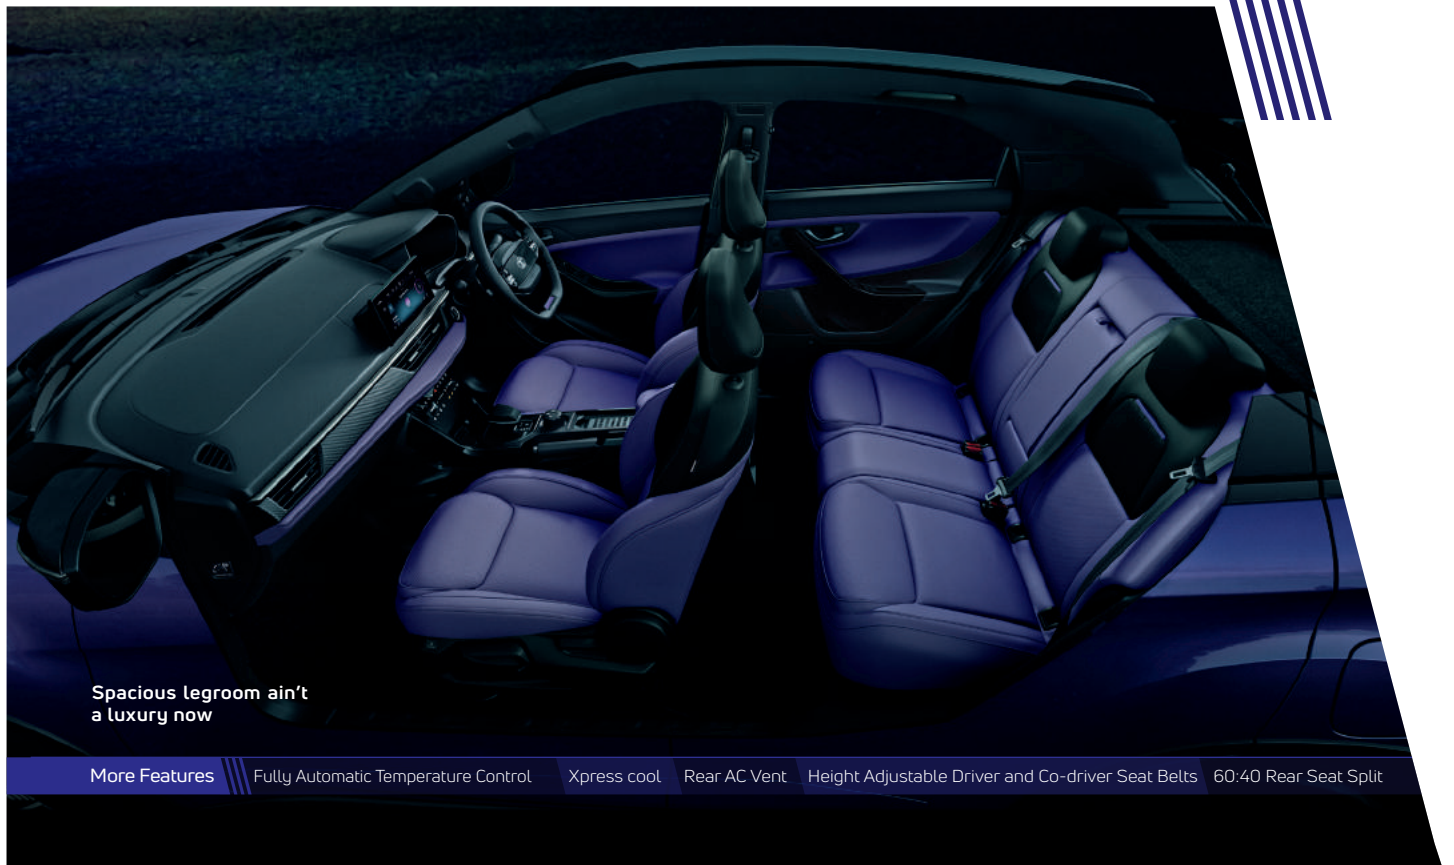 Spacious legroom ain't
a luxury now
More Features Fully Automatic Temperature Control Xpress cool Rear AC Vent Height Adjustable Driver and Co-driver Seat Belts 60:40 Rear Seat Split